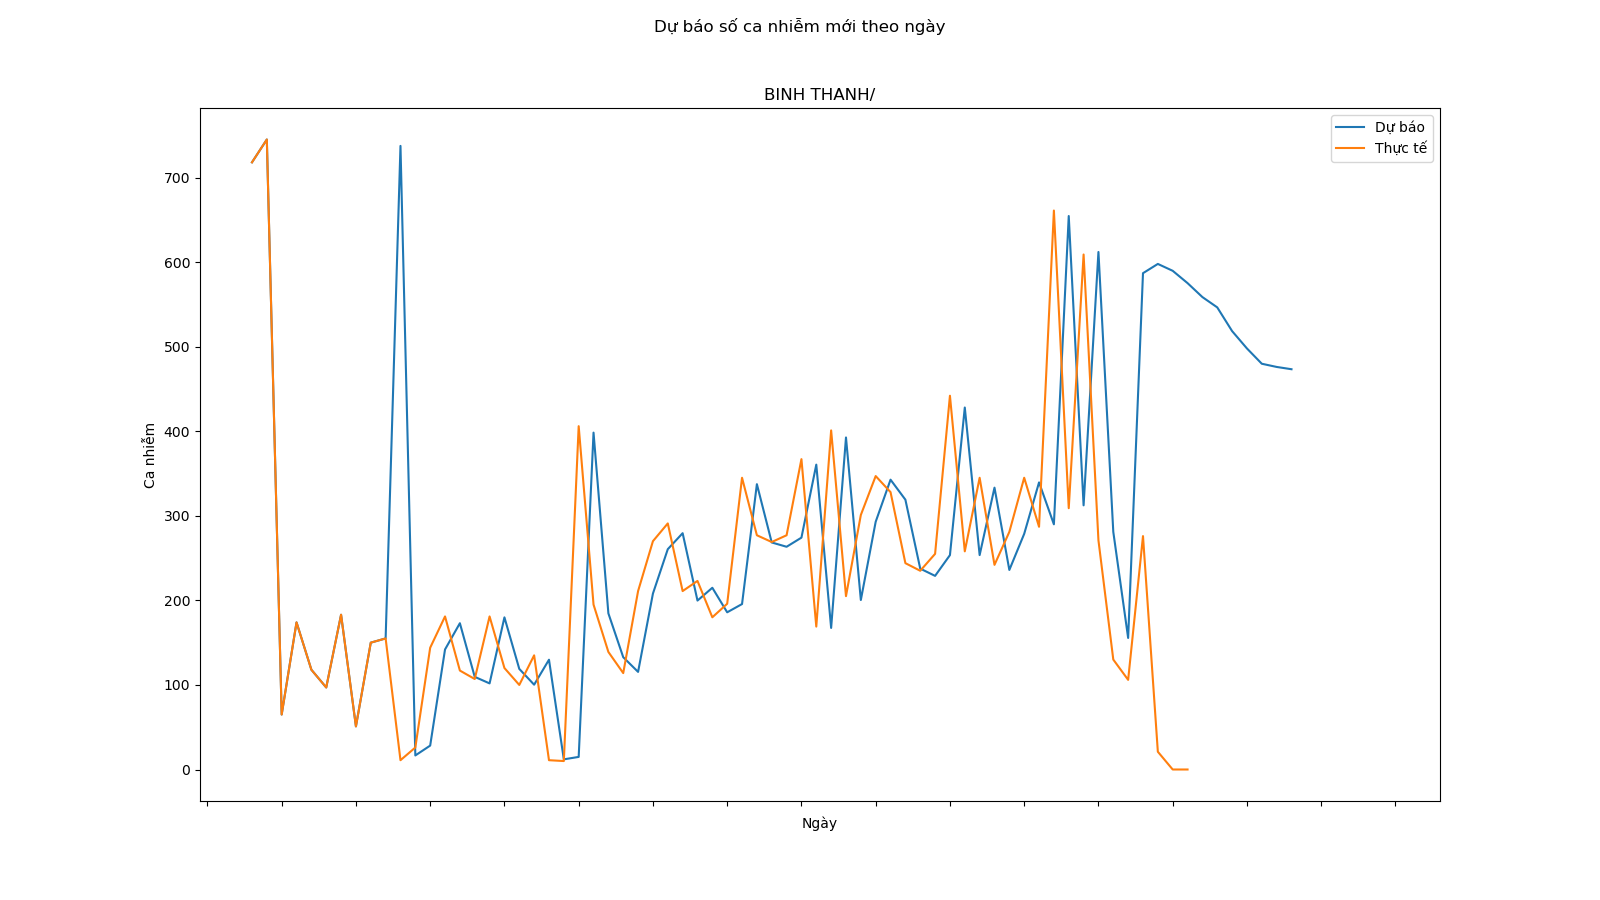 Dự báo số ca nhiễm mới theo ngày
BINH THANH/
Dự báo
Thực tế
700
600
500
400
300
200
100
0
Ca nhiễm
Ngày